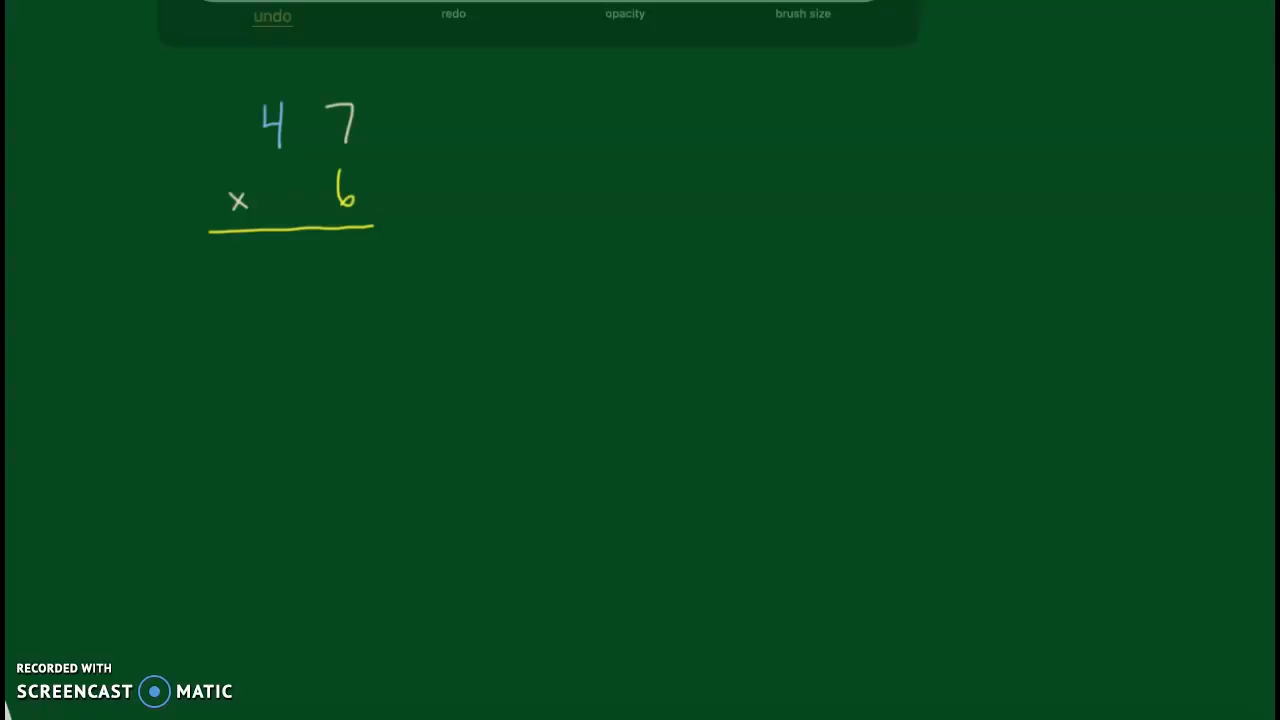 undo redo opacity brush size
4 7
x 6
RECORDED WITH
SCREENCAST MATIC